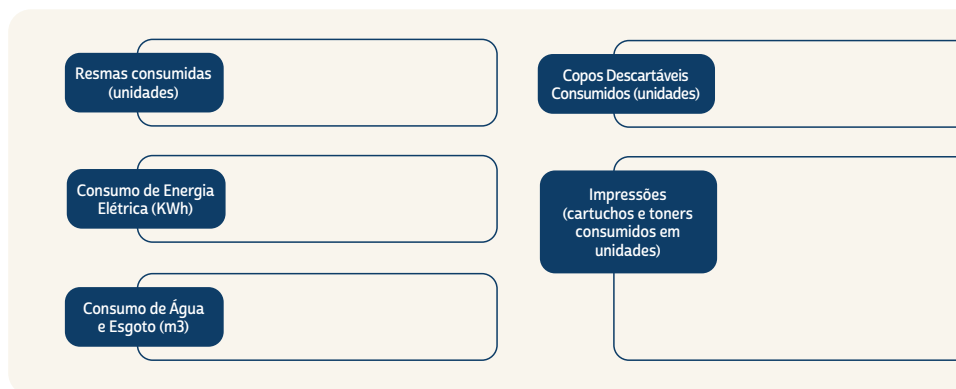 Resmas consumidas
(unidades)
Consumo de Energia
Elétrica (KWh)
Consumo de Água
e Esgoto (m3)
Copos Descartáveis
Consumidos (unidades)
Impressões
(cartuchos e toners
consumidos em
unidades)